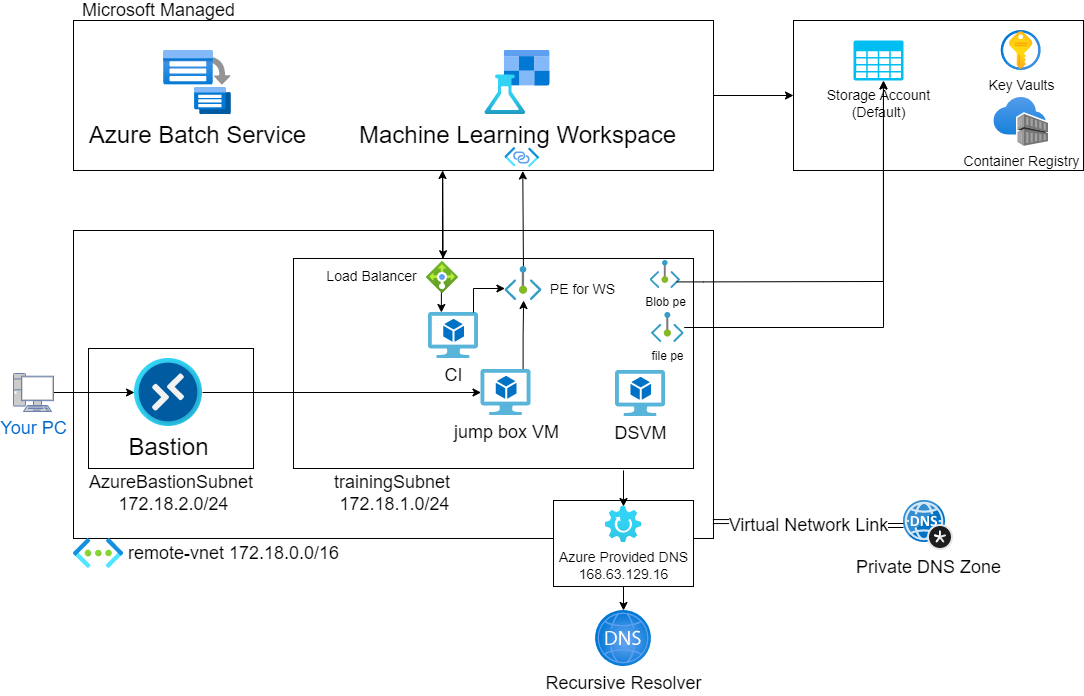 Microsoft Managed
Azure Batch Service
Machine Learning Workspace
Storage Account
(Default)
Key Vaults
Container Registry
Load Balancer
PE for WS
Blob pe
file pe
CI
jump box VM
DSVM
Your PC
Bastion
AzureBastionSubnet
172.18.2.0/24
trainingSubnet
172.18.1.0/24
remote-vnet 172.18.0.0/16
Azure Provided DNS
168.63.129.16
Virtual Network Link
DNS
*
Private DNS Zone
DNS
Recursive Resolver